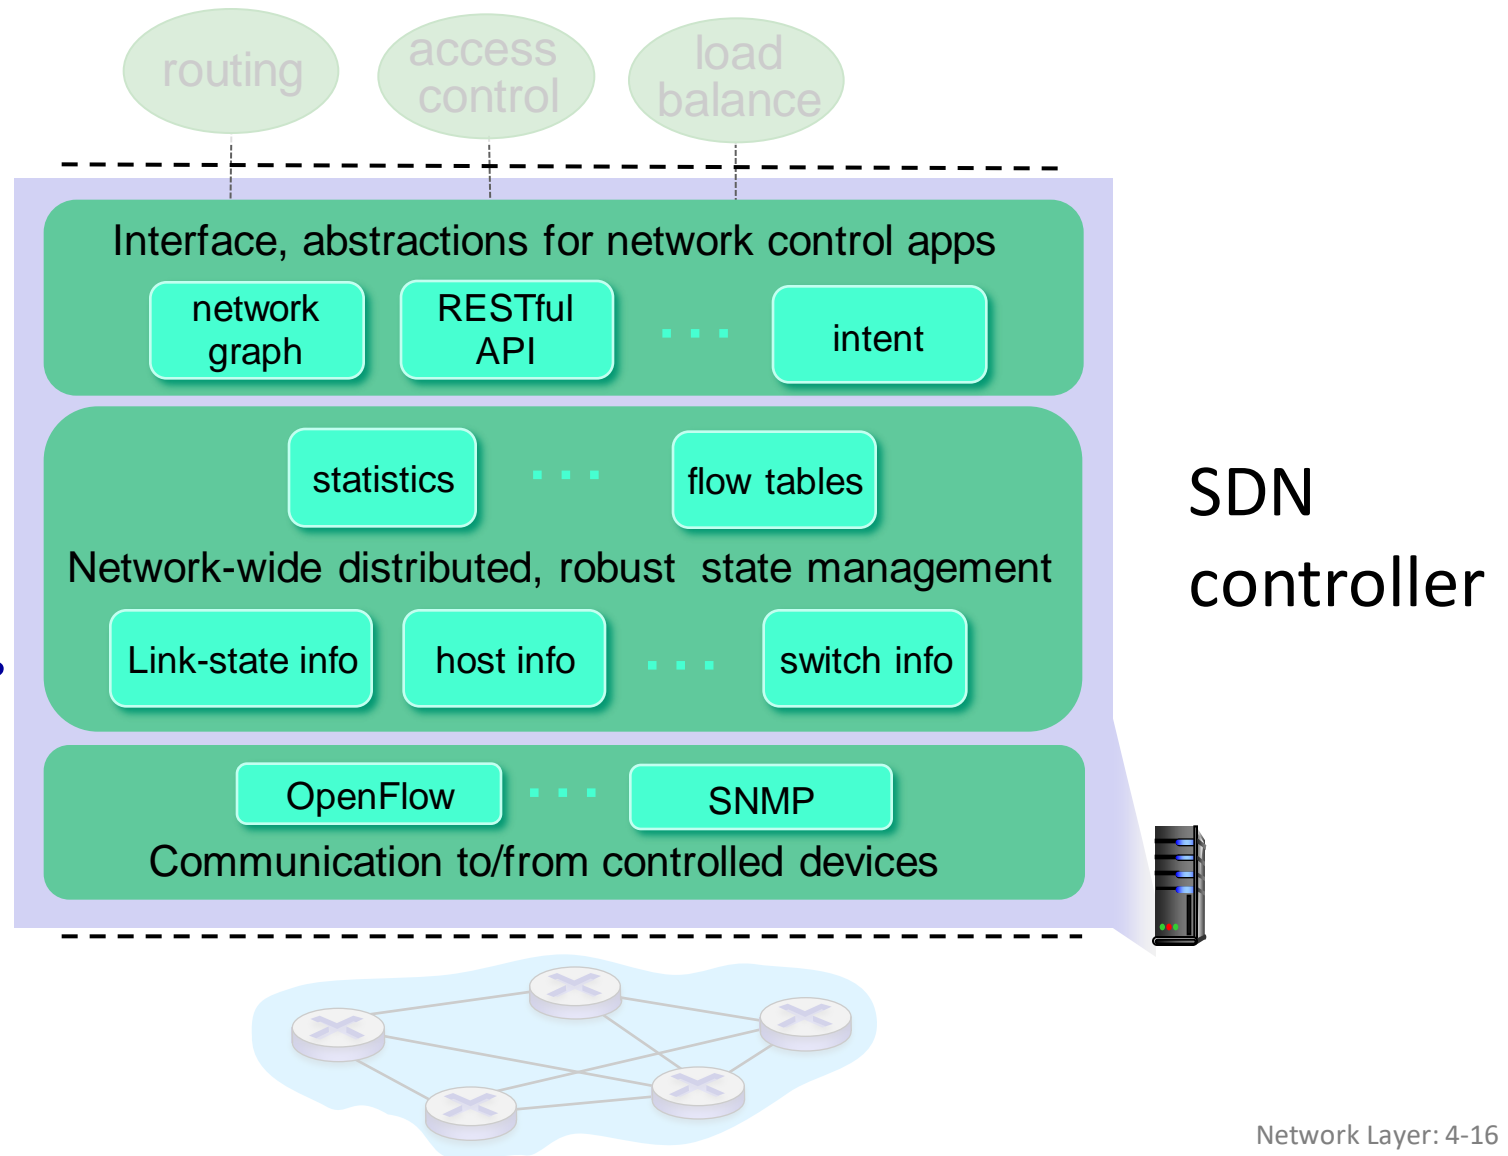 routing
access
control
load
balance
Interface, abstractions for network control apps
network
graph
RESTful
API
. . .
intent
statistics
. . .
flow tables
Network-wide distributed, robust  state management
Link-state info
host info
. . .
switch info
OpenFlow
. . .
SNMP
Communication to/from controlled devices
SDN
controller
Network Layer: 4-16